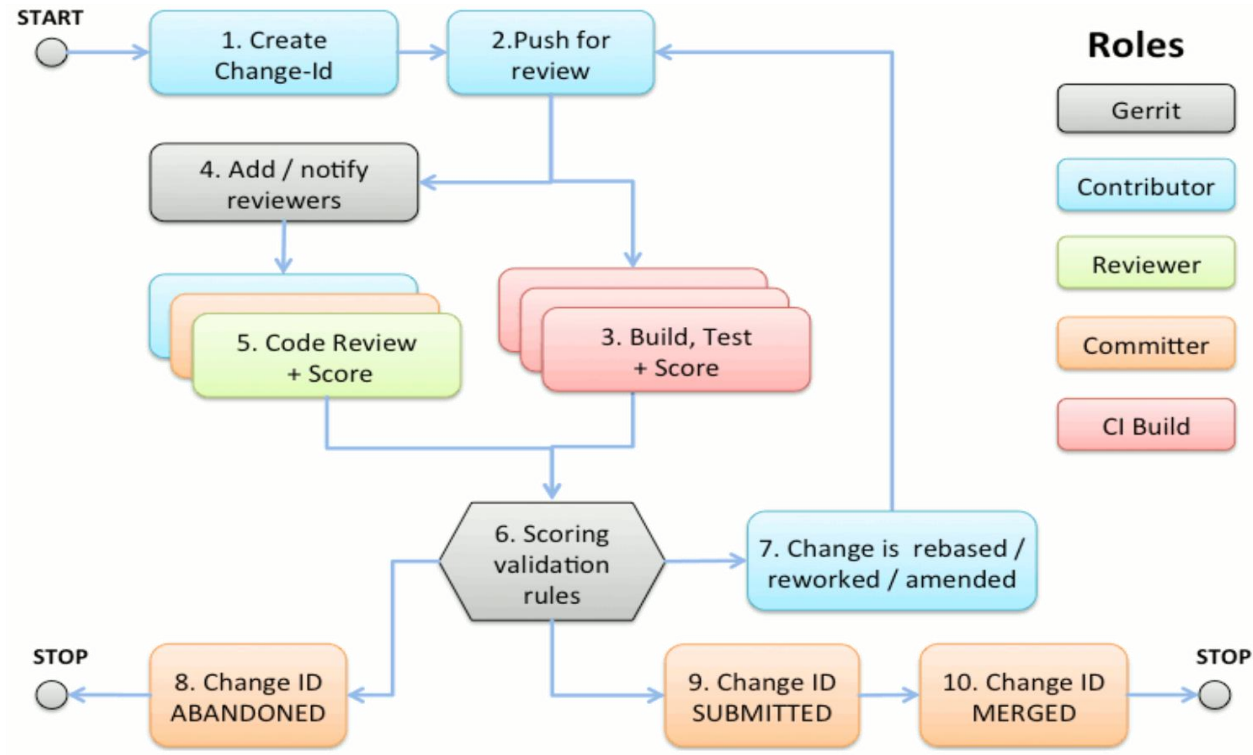 START
1. Create
Change-Id
2.Push for
review
Roles
Gerrit
4. Add / notify
reviewers
Contributor
Reviewer
5. Code Review
+ Score
3. Build, Test
+ Score
Committer
CI Build
6. Scoring
validation
rules
7. Change is rebased /
reworked / amended
STOP
8. Change ID
ABANDONED
9. Change ID
SUBMITTED
10. Change ID
MERGED
STOP